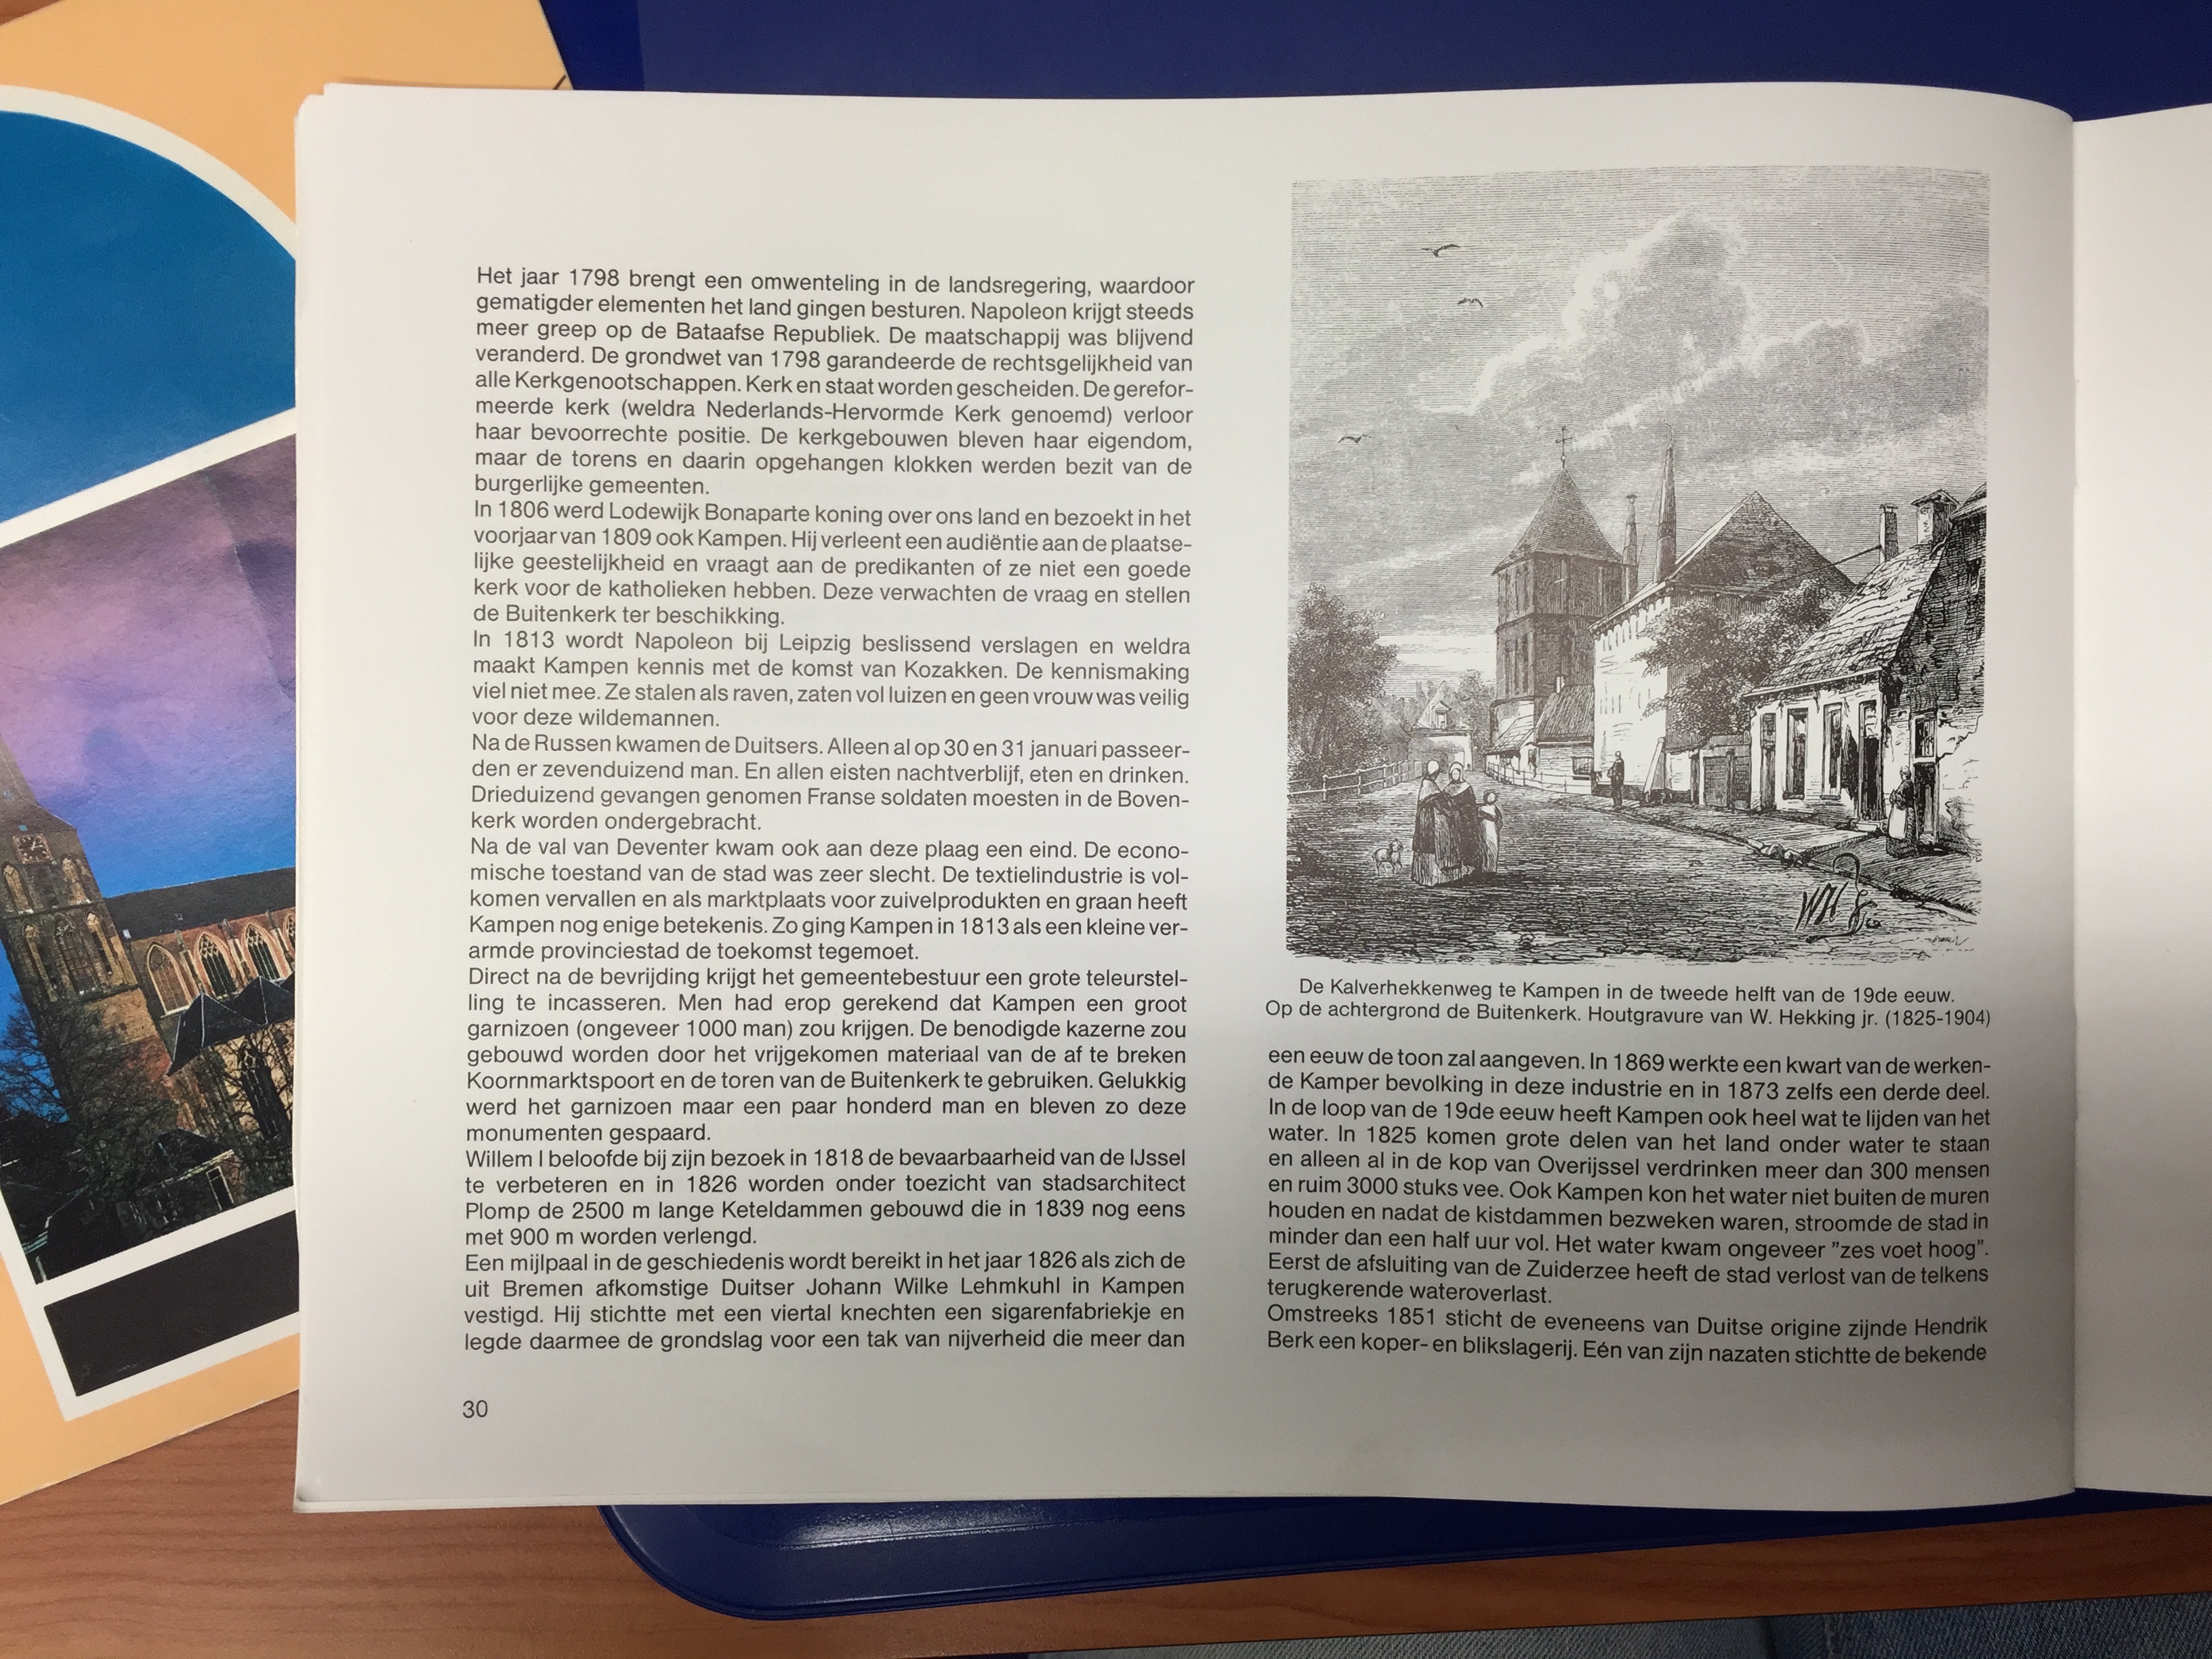 Het jaar 1798 brengt een omwenteling in de landsregering, waardoor
gematigder elementen het land gingen besturen. Napoleon krijgt steeds
meer greep op de Bataafse Republiek. De maatschappij was blijvend
veranderd. De grondwet van 1798 garandeerde de rechtsgelijkheid van
alle Kerkgenootschappen. Kerk en staat worden gescheiden. De gerefor-
meerde kerk (weldra Nederlands-Hervormde Kerk genoemd) verloor
haar bevoorrechte positie. De kerkgebouwen bleven haar eigendom,
maar de torens en daarin opgehangen klokken werden bezit van de
burgerlijke gemeenten.
In 1806 werd Lodewijk Bonaparte koning over ons land en bezoekt in het
voorjaar van 1809 ook Kampen. Hij verleent een audiëntie aan de plaatse-
lijke geestelijkheid en vraagt aan de predikanten of ze niet een goede
kerk voor de katholieken hebben. Deze verwachten de vraag en stellen
de Buitenkerk ter beschikking.
In 1813 wordt Napoleon bij Leipzig beslissend verslagen en weldra
maakt Kampen kennis met de komst van Kozakken. De kennismaking
viel niet mee. Ze stalen als raven, zaten vol luizen en geen vrouw was veilig
voor deze wildemannen.
Na de Russen kwamen de Duitsers. Alleen al op 30 en 31 januari passeer-
den er zevenduizend man. En allen eisten nachtverblijf, eten en drinken.
Drieduizend gevangen genomen Franse soldaten moesten in de Boven-
kerk worden ondergebracht.
Na de val van Deventer kwam ook aan deze plaag een eind. De econo-
mische toestand van de stad was zeer slecht. De textielindustrie is vol-
komen vervallen en als marktplaats voor zuivelprodukten en graan heeft
Kampen nog enige betekenis. Zo ging Kampen in 1813 als een kleine ver-
armde provinciestad de toekomst tegemoet.
Direct na de bevrijding krijgt het gemeentebestuur een grote teleurstel-
ling te incasseren. Men had erop gerekend dat Kampen een groot
garnizoen (ongeveer 1000 man) zou krijgen. De benodigde kazerne zou
gebouwd worden door het vrijgekomen materiaal van de af te breken
Koornmarktspoort en de toren van de Buitenkerk te gebruiken. Gelukkig
werd het garnizoen maar een paar honderd man en bleven zo deze
monumenten gespaard.
Willem I beloofde bij zijn bezoek in 1818 de bevaarbaarheid van de IJssel
te verbeteren en in 1826 worden onder toezicht van stadsarchitect
Plomp de 2500 m lange Keteldammen gebouwd die in 1839 nog eens
met 900 m worden verlengd.
Een mijlpaal in de geschiedenis wordt bereikt in het jaar 1826 als zich de
uit Bremen afkomstige Duitser Johann Wilke Lehmkuhl in Kampen
vestigd. Hij stichtte met een viertal knechten een sigarenfabriekje en
legde daarmee de grondslag voor een tak van nijverheid die meer dan
30
De Kalverhekkenweg te Kampen in de tweede helft van de 19de eeuw.
Op de achtergrond de Buitenkerk. Houtgravure van W. Hekking jr. (1825-1904)
een eeuw de toon zal aangeven. In 1869 werkte een kwart van de werken-
de Kamper bevolking in deze industrie en in 1873 zelfs een derde deel.
In de loop van de 19de eeuw heeft Kampen ook heel wat te lijden van het
water. In 1825 komen grote delen van het land onder water te staan
en alleen al in de kop van Overijssel verdrinken meer dan 300 mensen
en ruim 3000 stuks vee. Ook Kampen kon het water niet buiten de muren
houden en nadat de kistdammen bezweken waren, stroomde de stad in
minder dan een half uur vol. Het water kwam ongeveer ”zes voet hoog”.
Eerst de afsluiting van de Zuiderzee heeft de stad verlost van de telkens
terugkerende wateroverlast.
Omstreeks 1851 sticht de eveneens van Duitse origine zijnde Hendrik
Berk een koper- en blikslagerij. Eén van zijn nazaten stichtte de bekende